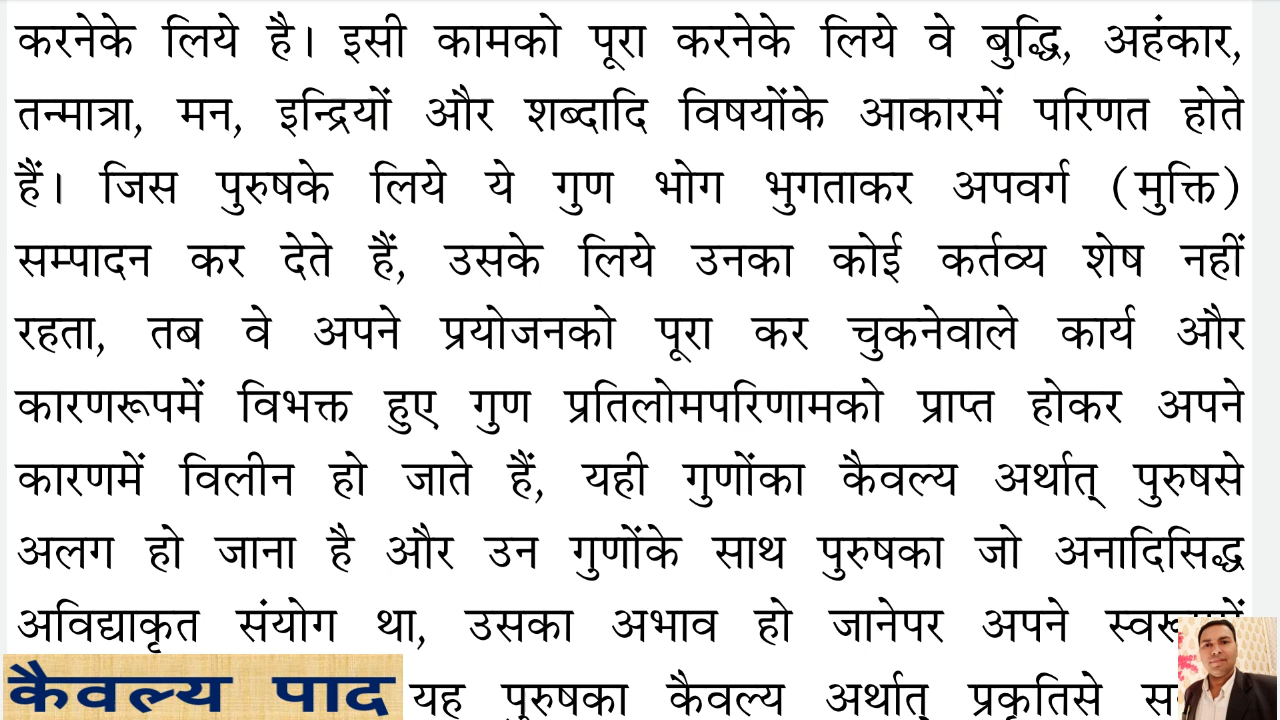 करनेके लिये है। इसी कामको पूरा करनेके लिये वे बुद्धि, अहंकार,
तन्मात्रा, मन, इन्द्रियों और शब्दादि विषयोंके आकारमें परिणत होते
हैं। जिस पुरुषके लिये ये गुण भोग भुगताकर अपवर्ग (मुक्ति)
सम्पादन कर देते हैं, उसके लिये उनका कोई कर्तव्य शेष नहीं
रहता, तब वे अपने प्रयोजनको पूरा कर चुकनेवाले कार्य और
कारणरूपमें विभक्त हुए गुण प्रतिलोमपरिणामको प्राप्त होकर अपने
कारणमें विलीन हो जाते हैं, यही गुणोंका कैवल्य अर्थात् पुरुषसे
अलग हो जाना है और उन गुणोंके साथ पुरुषका जो अनादिसिद्ध
अविद्याकृत संयोग था, उसका अभाव हो जानेपर अपने
यह पुरुषका कैवल्य अर्थात् प्रकृतिसे
कैवल्य पाद